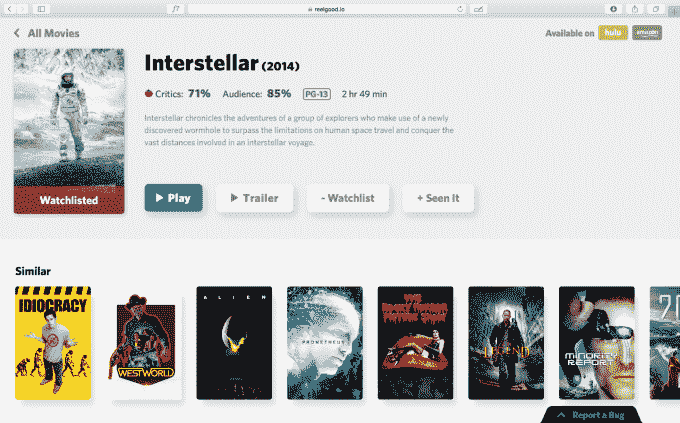 reelgood.io
All Movies
Available on hulu amazon
Interstellar (2014)
Critics: 71% Audience: 85% PG-13 2 hr 49 min
Interstellar chronicles the adventures of a group of explorers who make use of a newly
discovered wormhole to surpass the limitations on human space travel and conquer the
vast distances involved in an interstellar voyage.
Watchlisted
Play
Trailer
- Watchlist
+ Seen It
Similar
IDIOCRACY
WESTWORLD
ALIEN
PROMETHEUS
THE ROCKY HORROR PICTURE SHOW
LEGEND
MINORITY REPORT
20
Report a Bug